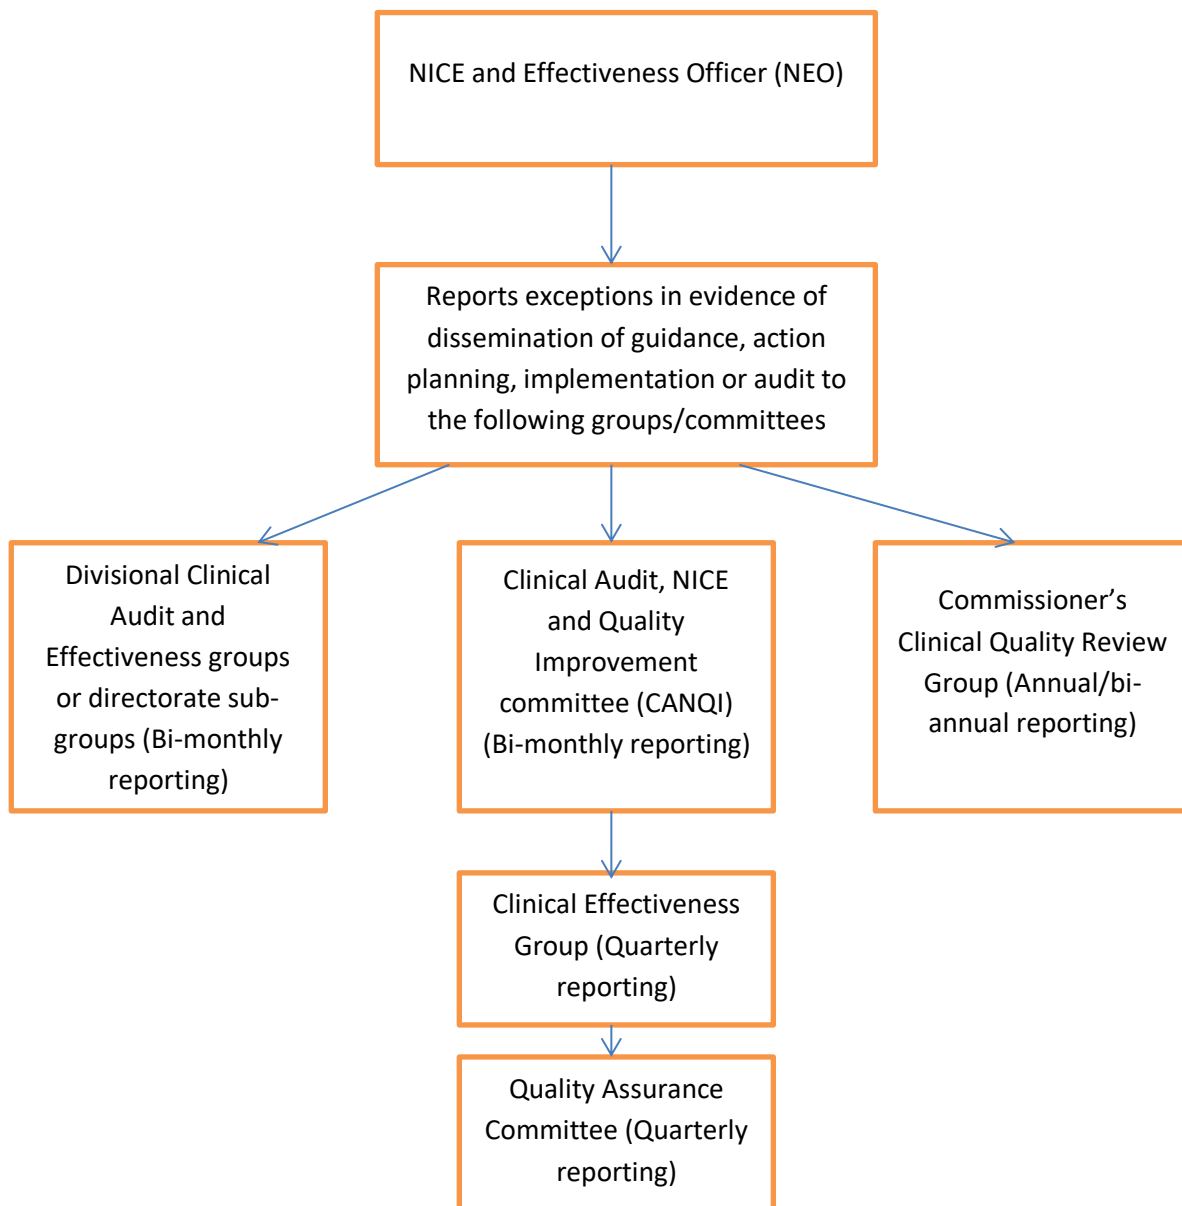 NICE and Effectiveness Officer (NEO)
Reports exceptions in evidence of
dissemination of guidance, action
planning, implementation or audit to
the following groups/committees
Divisional Clinical
Audit and
Effectiveness groups
or directorate sub-
groups (Bi-monthly
reporting)
Clinical Audit, NICE
and Quality
Improvement
committee (CANQI)
(Bi-monthly reporting)
Commissioner’s
Clinical Quality Review
Group (Annual/bi-
annual reporting)
Clinical Effectiveness
Group (Quarterly
reporting)
Quality Assurance
Committee (Quarterly
reporting)